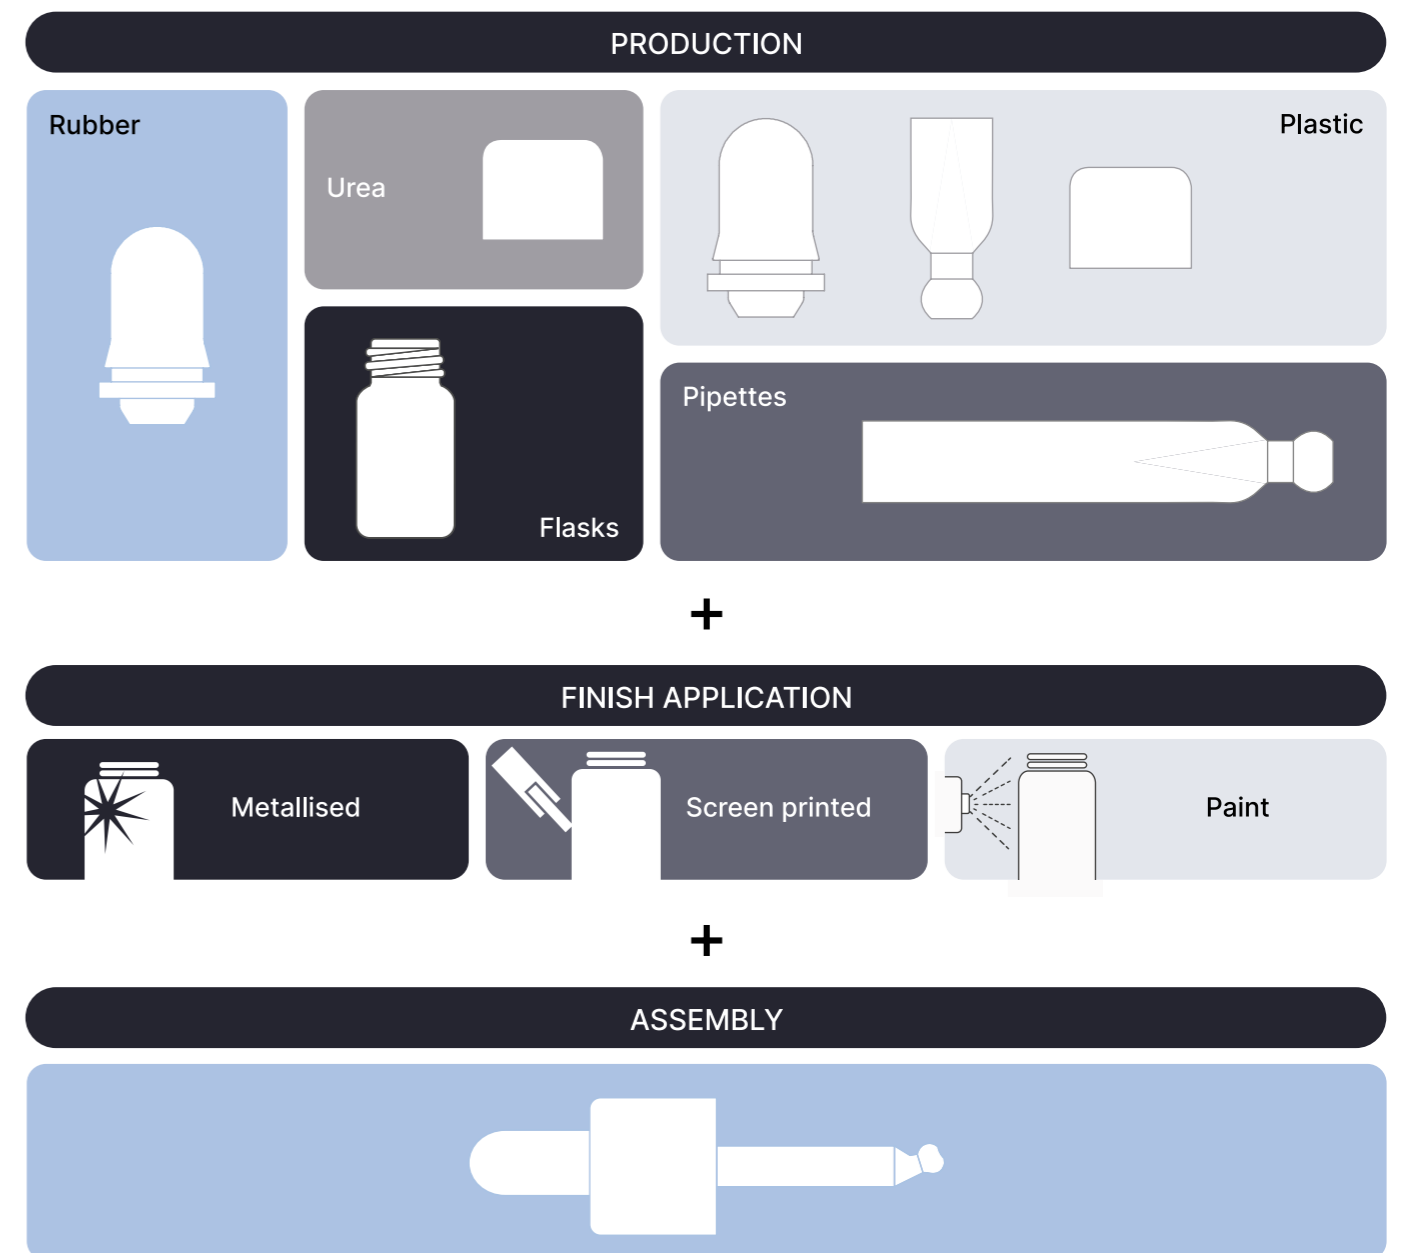 PRODUCTION
Rubber
Urea
Plastic
Flasks
Pipettes
+
FINISH APPLICATION
Metallised
Screen printed
Paint
+
ASSEMBLY